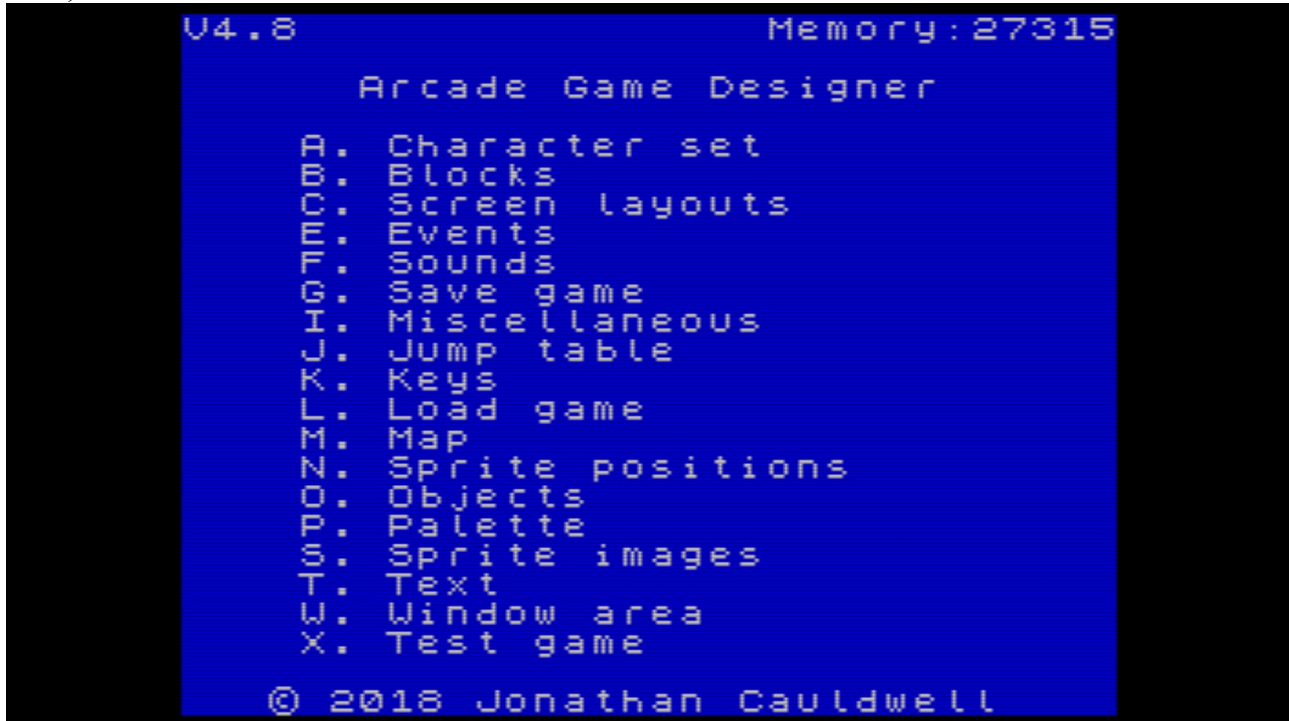 V4.8 Memory:27315
Arcade Game Designer
A. Character set
B. Blocks
C. Screen layouts
E. Events
F. Sounds
G. Save game
I. Miscellaneous
J. Jump table
K. Keys
L. Load game
M. Map
N. Sprite positions
O. Objects
P. Palette
S. Sprite images
T. Text
W. Window area
X. Test game
© 2018 Jonathan Cauldwell